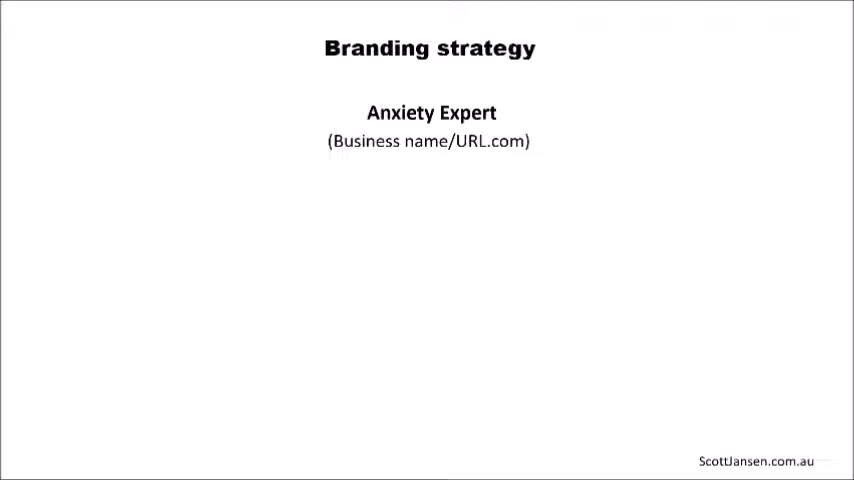 Branding strategy
Anxiety Expert
(Business name/URL.com)
ScottJansen.com.au